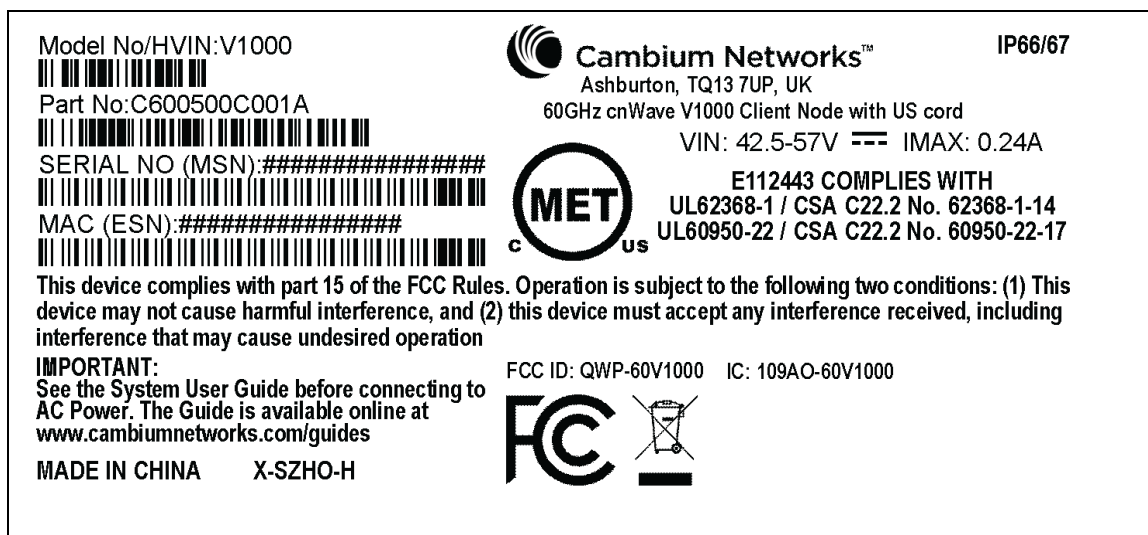 Model No/HVIN:V1000
Part No:C600500C001A
SERIAL NO (MSN):################
MAC (ESN):################
Cambium Networks™
IP66/67
Ashburton, TQ13 7UP, UK
60GHz cnWave V1000 Client Node with US cord
VIN: 42.5-57V IMAX: 0.24A
MET
C US
E112443 COMPLIES WITH
UL62368-1 / CSA C22.2 No. 62368-1-14
UL60950-22 / CSA C22.2 No. 60950-22-17
This device complies with part 15 of the FCC Rules. Operation is subject to the following two conditions: (1) This
device may not cause harmful interference, and (2) this device must accept any interference received, including
interference that may cause undesired operation
IMPORTANT:
See the System User Guide before connecting to
AC Power. The Guide is available online at
www.cambiumnetworks.com/guides
MADE IN CHINA X-SZHO-H
FCC ID: QWP-60V1000 IC: 109AO-60V1000
FC